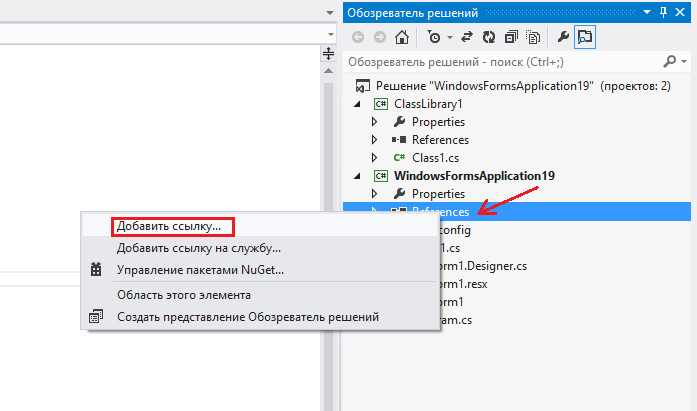 Обозреватель решений
Обозреватель решений - поиск (Ctrl+;)
Решение "WindowsFormsApplication19" (проектов: 2)
C# ClassLibrary1
Properties
References
C# Class1.cs
C# WindowsFormsApplication19
Properties
References
Добавить ссылку...
Добавить ссылку на службу...
Управление пакетами NuGet...
Область этого элемента
Создать представление Обозреватель решений
config
1.cs
orm1.Designer.cs
orm1.resx
orm1
ram.cs